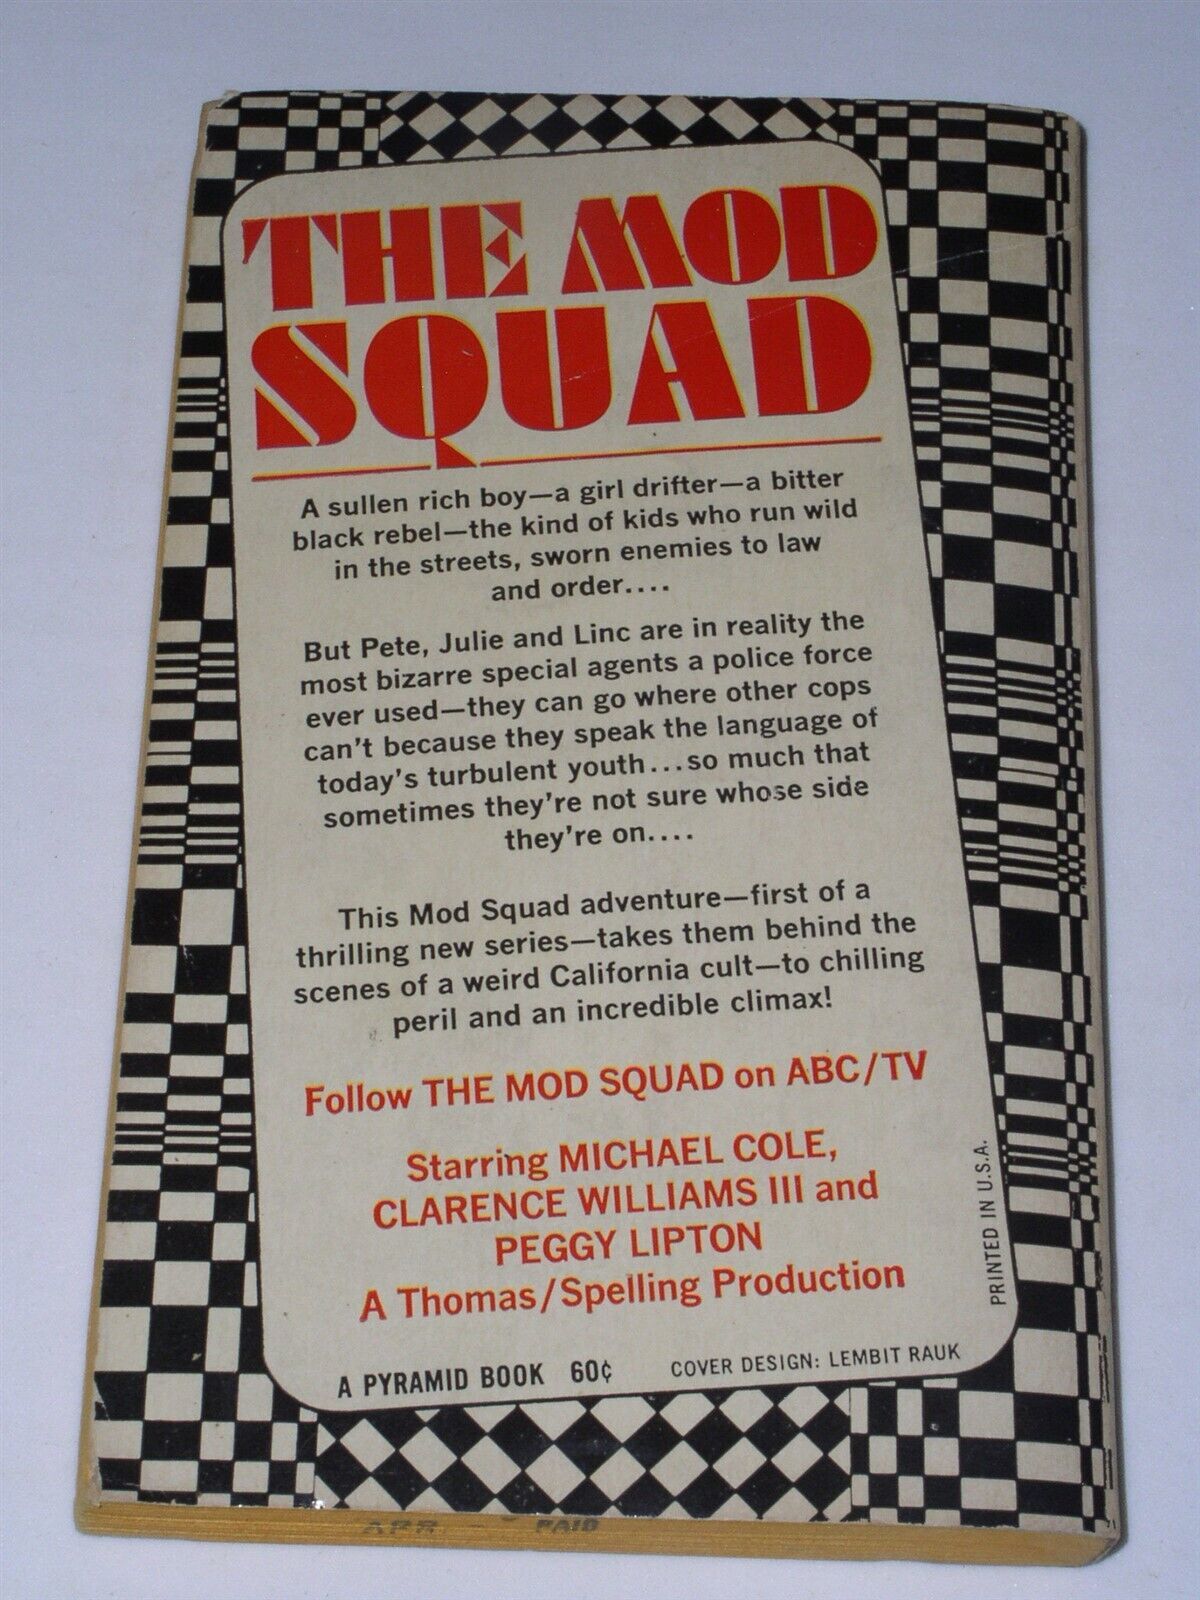 THE MOD
SQUAD
A sullen rich boy—a girl drifter—a bitter
black rebel—the kind of kids who run wild
in the streets, sworn enemies to law
and order....
But Pete, Julie and Linc are in reality the
most bizarre special agents a police force
ever used—they can go where other cops
can't because they speak the language of
today's turbulent youth...so much that
sometimes they're not sure whose side
they're on....
This Mod Squad adventure—first of a
thrilling new series—takes them behind the
scenes of a weird California cult—to chilling
peril and an incredible climax!
Follow THE MOD SQUAD on ABC/TV
Starring MICHAEL COLE,
CLARENCE WILLIAMS III and
PEGGY LIPTON
A Thomas/Spelling Production
PRINTED IN U.S.A.
A PYRAMID BOOK 60¢ COVER DESIGN: LEMBIT RAUK
PAID